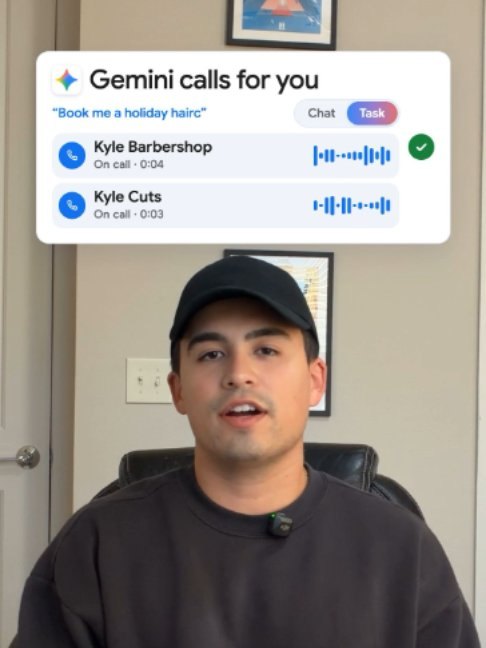 Gemini calls for you
“Book me a holiday hairc”
Chat
Task
Kyle Barbershop
On call · 0:04
Kyle Cuts
On call · 0:03